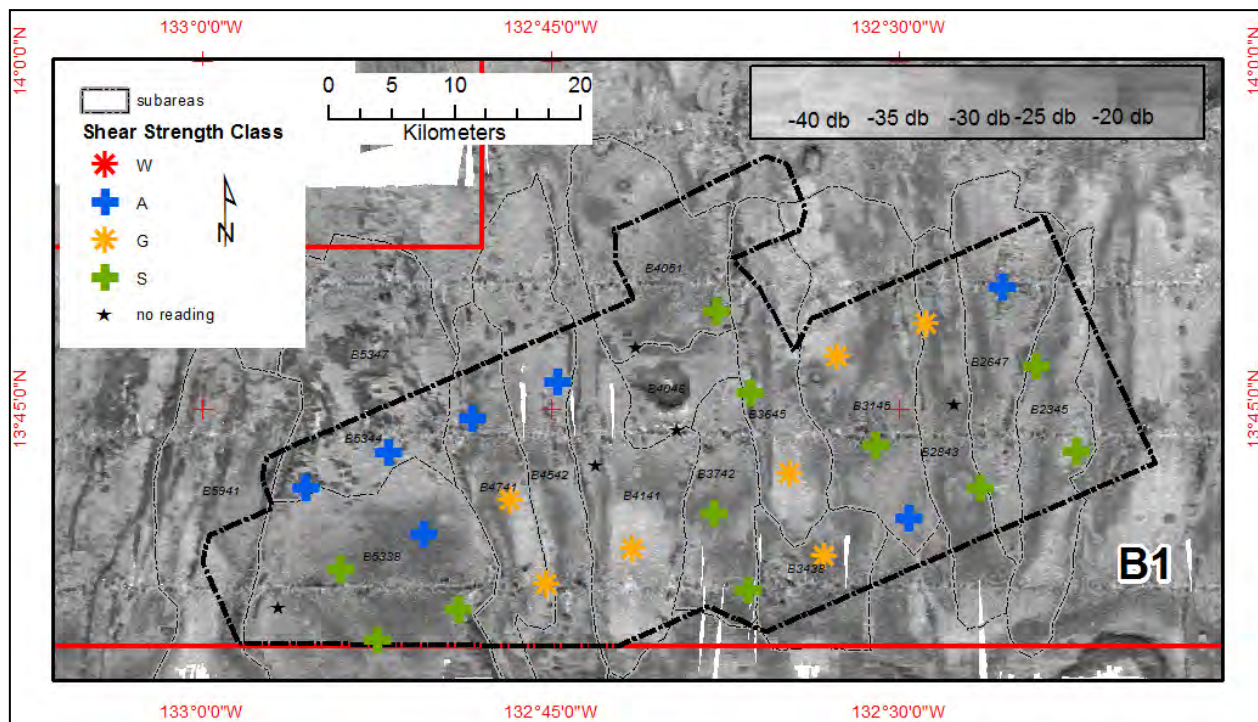 133°0'0"W 132°45'0"W 132°30'0"W
14°0'0"N 14°0'0"N
0 5 10 20
Kilometers
subareas
Shear Strength Class
W
A
G
S
no reading
N
-40 db -35 db -30 db -25 db -20 db
B4051
B5347
B4046
B2647
B3645
B3145
B2345
13°45'0"N 13°45'0"N
B5344
B2843
B5941
B4741
B4542
B3742
B4141
B5338
B3438
B1
133°0'0"W 132°45'0"W 132°30'0"W